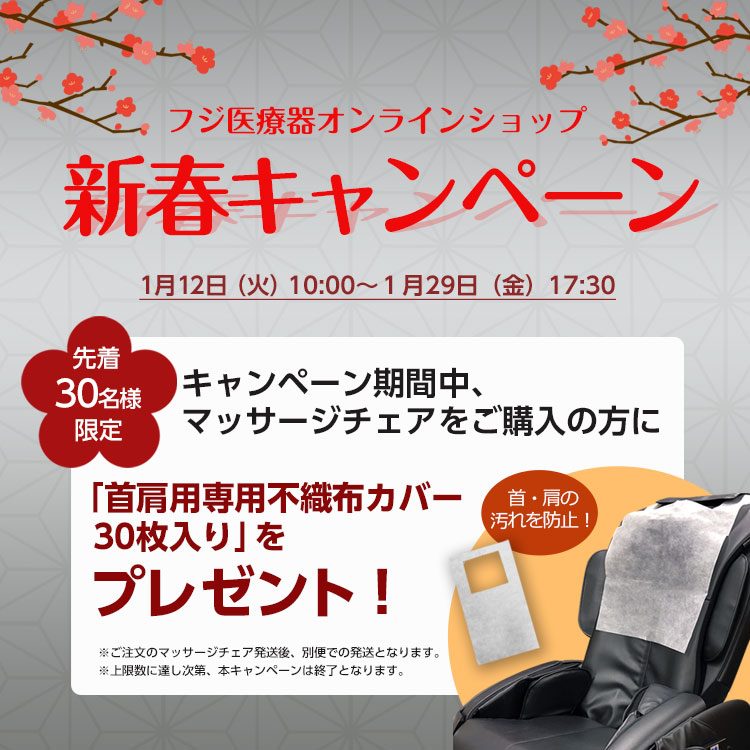 フジ医療器オンラインショップ
新春キャンペーン
1月12日（火）10:00～1月29日（金）17:30
先着
30名様
限定
キャンペーン期間中、
マッサージチェアをご購入の方に
「首肩用専用不織布カバー
30枚入り」を
プレゼント！
首・肩の
汚れを防止！
※ご注文のマッサージチェア発送後、別便での発送となります。
※上限数に達し次第、本キャンペーンは終了となります。